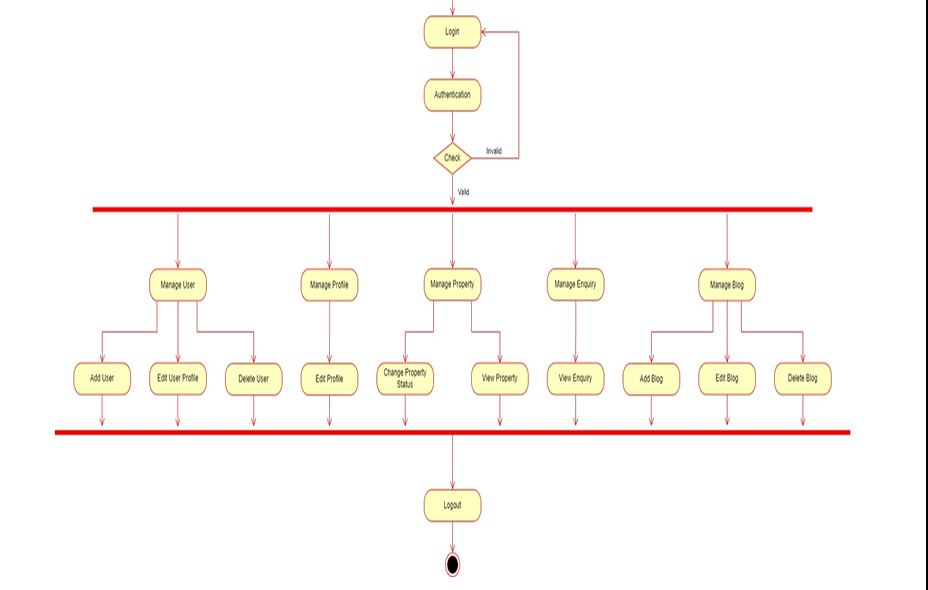 Login
Authentication
Check
Invalid
Valid
Manage User
Manage Profile
Manage Property
Manage Enquiry
Manage Blog
Add User
Edit User Profile
Delete User
Edit Profile
Change Property
Status
View Property
View Enquiry
Add Blog
Edit Blog
Delete Blog
Logout